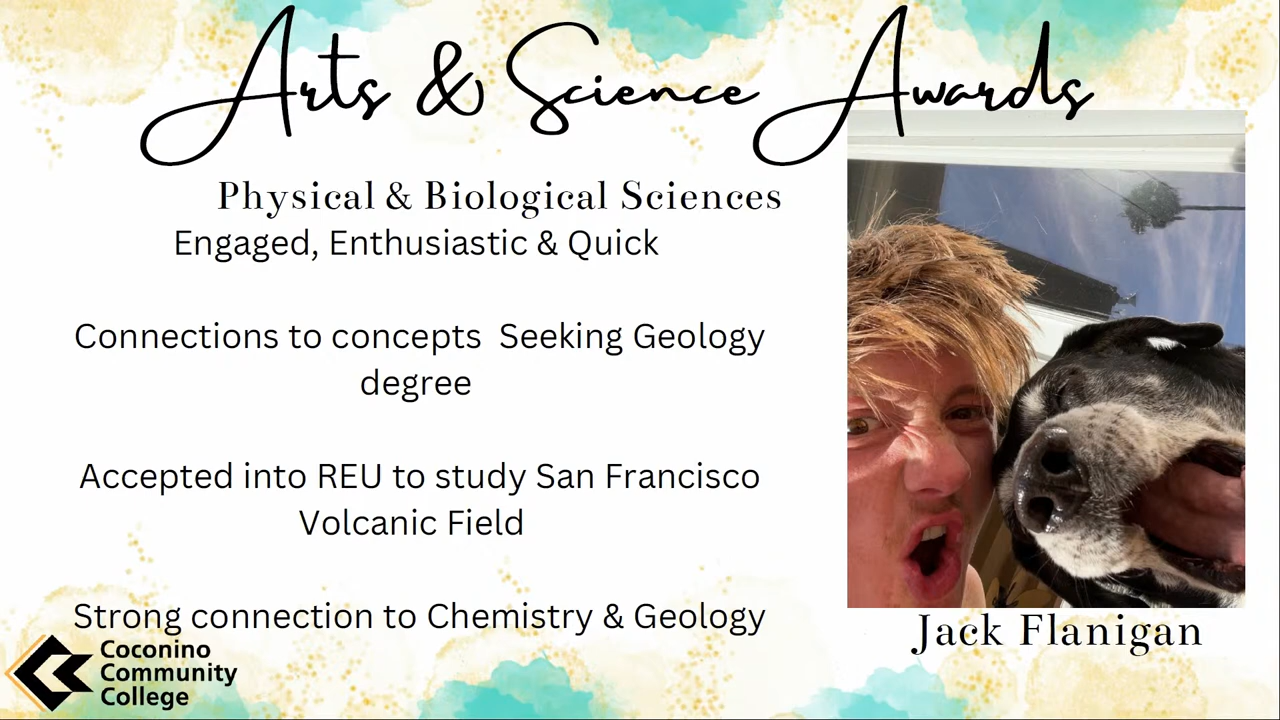 Arts & Science Awards
Physical & Biological Sciences
Engaged, Enthusiastic & Quick
Connections to concepts  Seeking Geology
degree
Accepted into REU to study San Francisco
Volcanic Field
Strong connection to Chemistry & Geology
Jack Flanigan
Coconino
Community
College